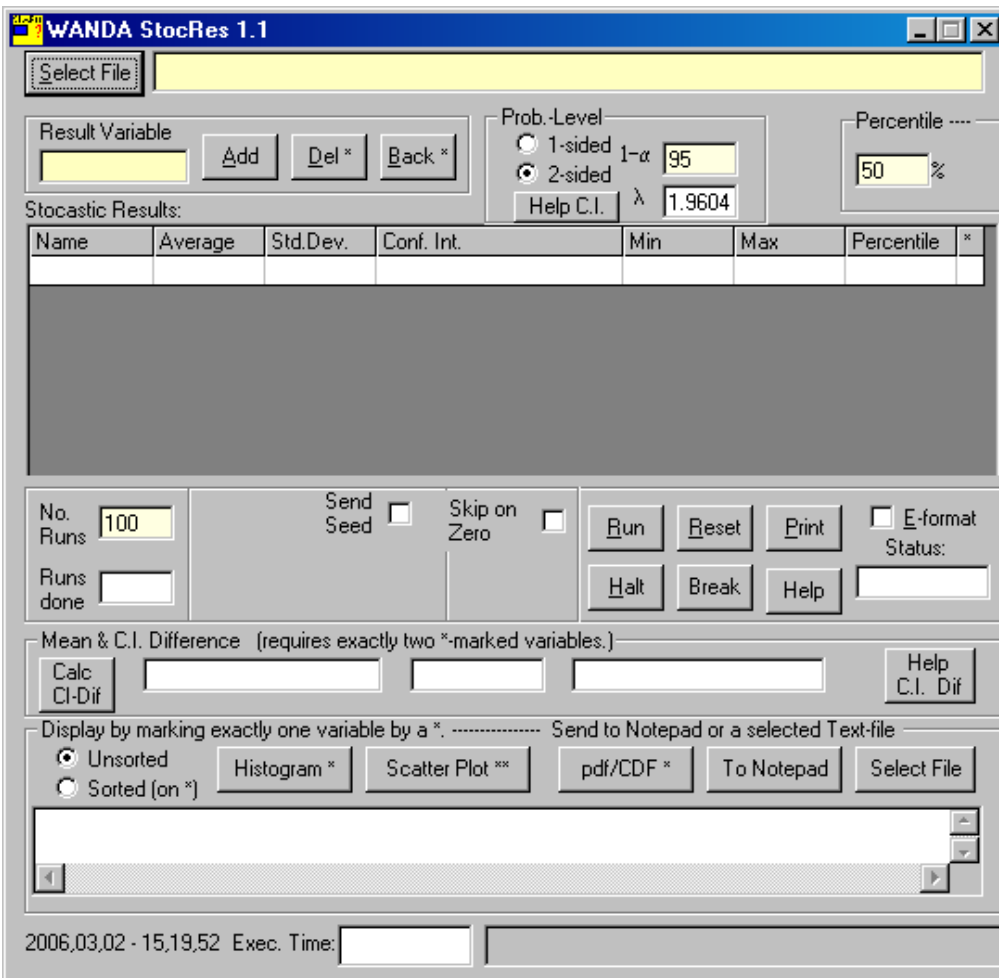 WANDA StocRes 1.1
Select File
Result Variable
Add
Del *
Back *
Prob.-Level
1-sided
2-sided
Help C.I.
1-α
95
λ
1.9604
Percentile ----
50
%
Stocastic Results:
Name Average Std.Dev. Conf. Int. Min Max Percentile *
No.
Runs
100
Runs
done
Send
Seed
Skip on
Zero
Run
Reset
Print
Halt
Break
Help
E-format
Status:
Mean & C.I. Difference (requires exactly two *-marked variables.)
Calc
CI-Dif
Help
C.I. Dif
Display by marking exactly one variable by a *. --------------- Send to Notepad or a selected Text-file
Unsorted
Sorted (on *)
Histogram *
Scatter Plot **
pdf/CDF *
To Notepad
Select File
2006,03,02 - 15,19,52 Exec. Time: